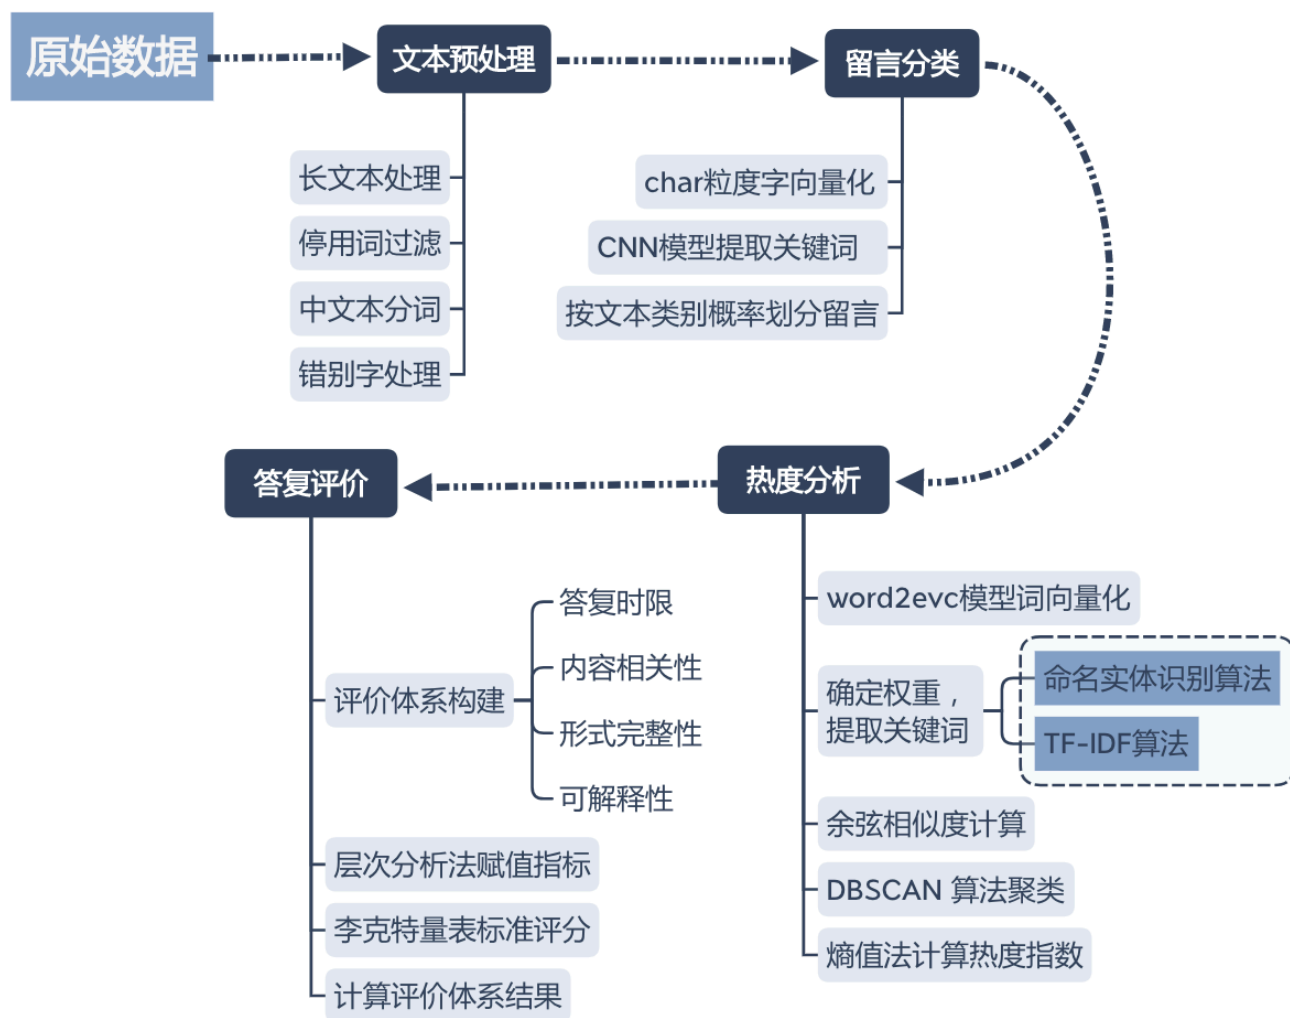 原始数据
文本预处理
留言分类
长文本处理
停用词过滤
中文本分词
错别字处理
char粒度字向量化
CNN模型提取关键词
按文本类别概率划分留言
答复评价
热度分析
评价体系构建
答复时限
内容相关性
形式完整性
可解释性
层次分析法赋值指标
李克特量表标准评分
计算评价体系结果
word2evc模型词向量化
确定权重，
提取关键词
命名实体识别算法
TF-IDF算法
余弦相似度计算
DBSCAN 算法聚类
熵值法计算热度指数